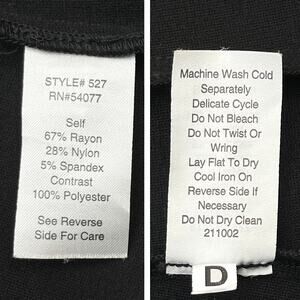 STYLE# 527
RN#54077
Self
67% Rayon
28% Nylon
5% Spandex
Contrast
100% Polyester
See Reverse
Side For Care
Machine Wash Cold
Separately
Delicate Cycle
Do Not Bleach
Do Not Twist Or
Wring
Lay Flat To Dry
Cool Iron On
Reverse Side If
Necessary
Do Not Dry Clean
211002
D